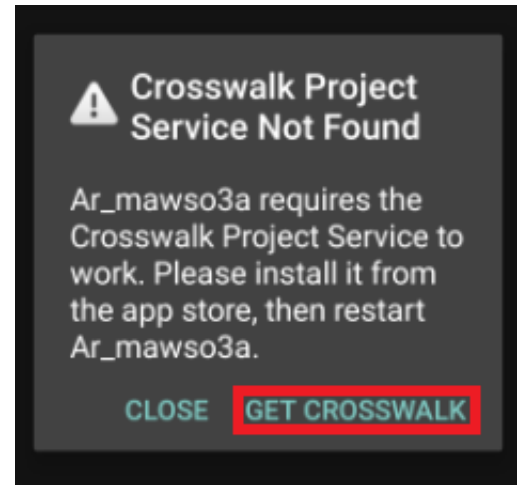 Crosswalk Project
Service Not Found
Ar_mawso3a requires the
Crosswalk Project Service to
work. Please install it from
the app store, then restart
Ar_mawso3a.
CLOSE GET CROSSWALK